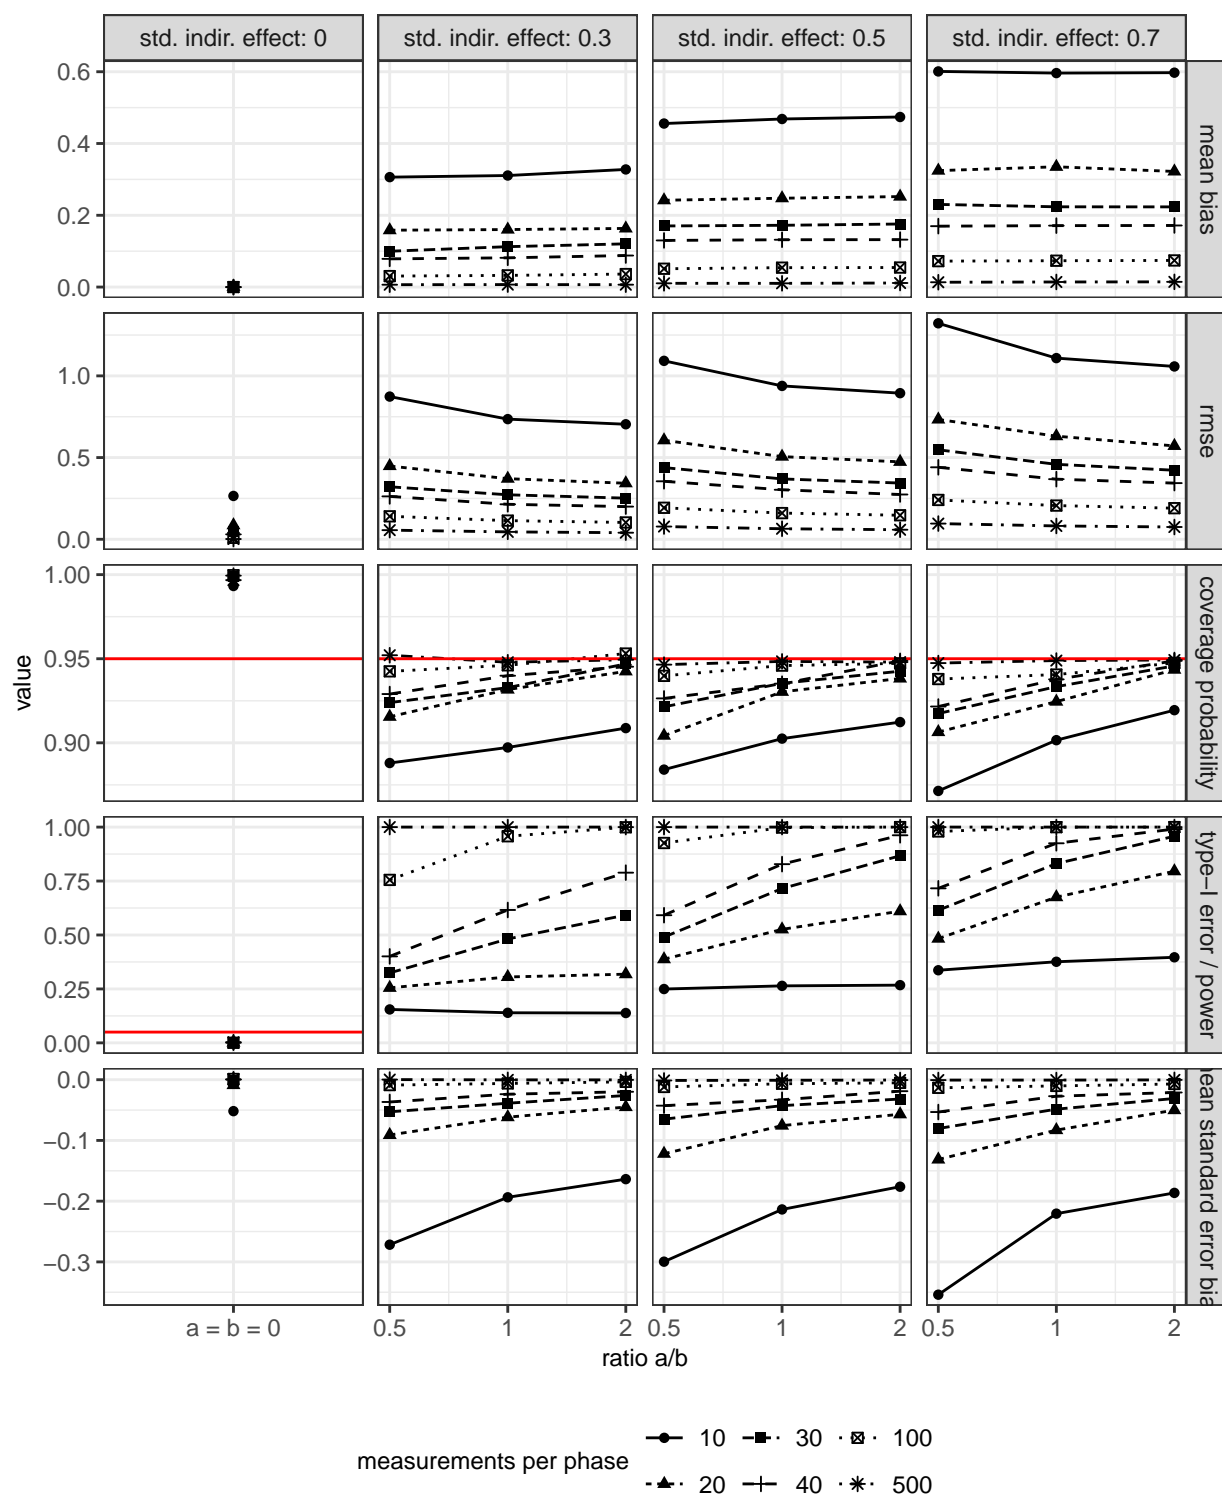 std. indir. effect: 0
std. indir. effect: 0.3
std. indir. effect: 0.5
std. indir. effect: 0.7
0.6
0.4
0.2
0.0
mean bias
1.0
0.5
0.0
rmse
1.00
0.95
0.90
coverage probability
1.00
0.75
0.50
0.25
0.00
type−I error / power
0.0
−0.1
−0.2
−0.3
standard error
value
a = b = 0
0.5 1 2
0.5 1 2
0.5 1 2
ratio a/b
measurements per phase
10 30 100
20 40 500